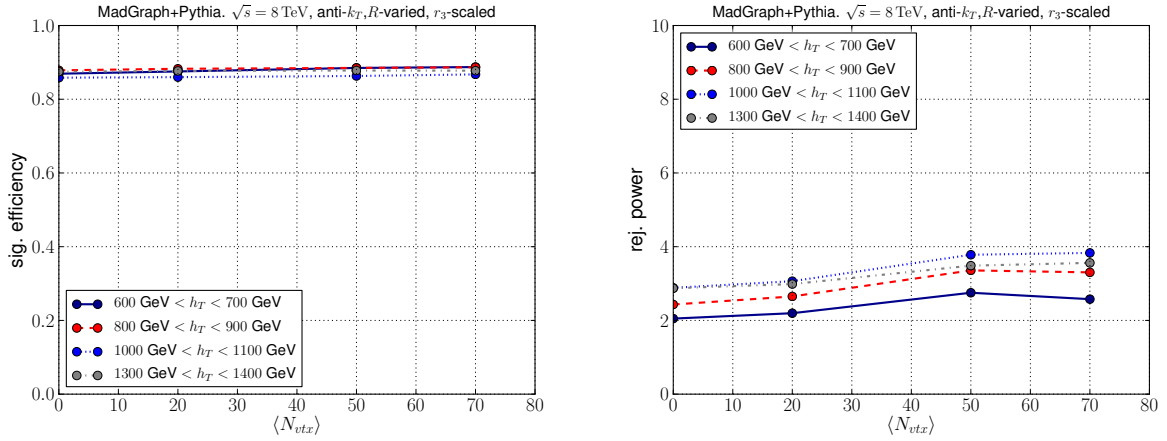 MadGraph+Pythia. √s = 8 TeV, anti-k_T,R-varied, r_3-scaled
1.0
0.8
0.6
0.4
0.2
0.0
sig. efficiency
600 GeV < h_T < 700 GeV
800 GeV < h_T < 900 GeV
1000 GeV < h_T < 1100 GeV
1300 GeV < h_T < 1400 GeV
0 10 20 30 40 50 60 70 80
⟨N_vtx⟩
MadGraph+Pythia. √s = 8 TeV, anti-k_T,R-varied, r_3-scaled
10
8
6
4
2
0
rej. power
600 GeV < h_T < 700 GeV
800 GeV < h_T < 900 GeV
1000 GeV < h_T < 1100 GeV
1300 GeV < h_T < 1400 GeV
0 10 20 30 40 50 60 70 80
⟨N_vtx⟩